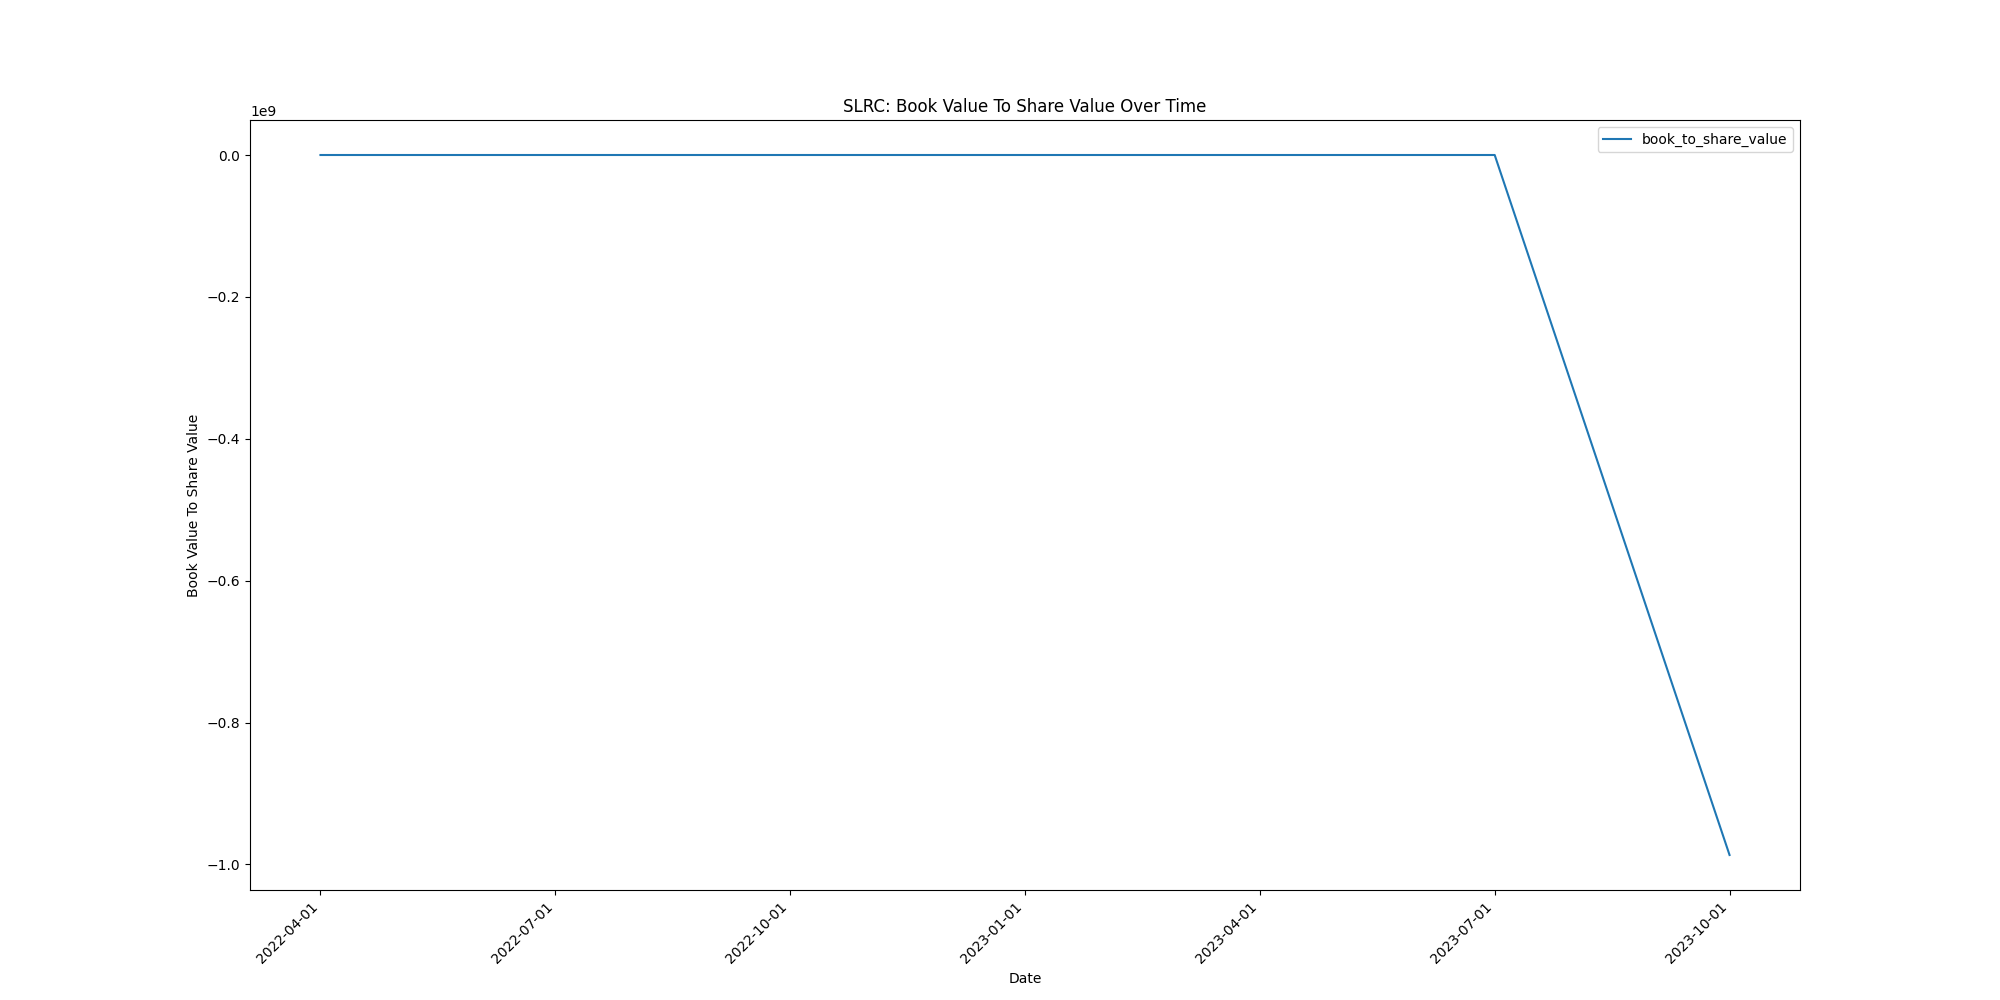 SLRC: Book Value To Share Value Over Time
1e9
book_to_share_value
0.0
−0.2
−0.4
−0.6
−0.8
−1.0
Book Value To Share Value
2022-04-01
2022-07-01
2022-10-01
2023-01-01
2023-04-01
2023-07-01
2023-10-01
Date